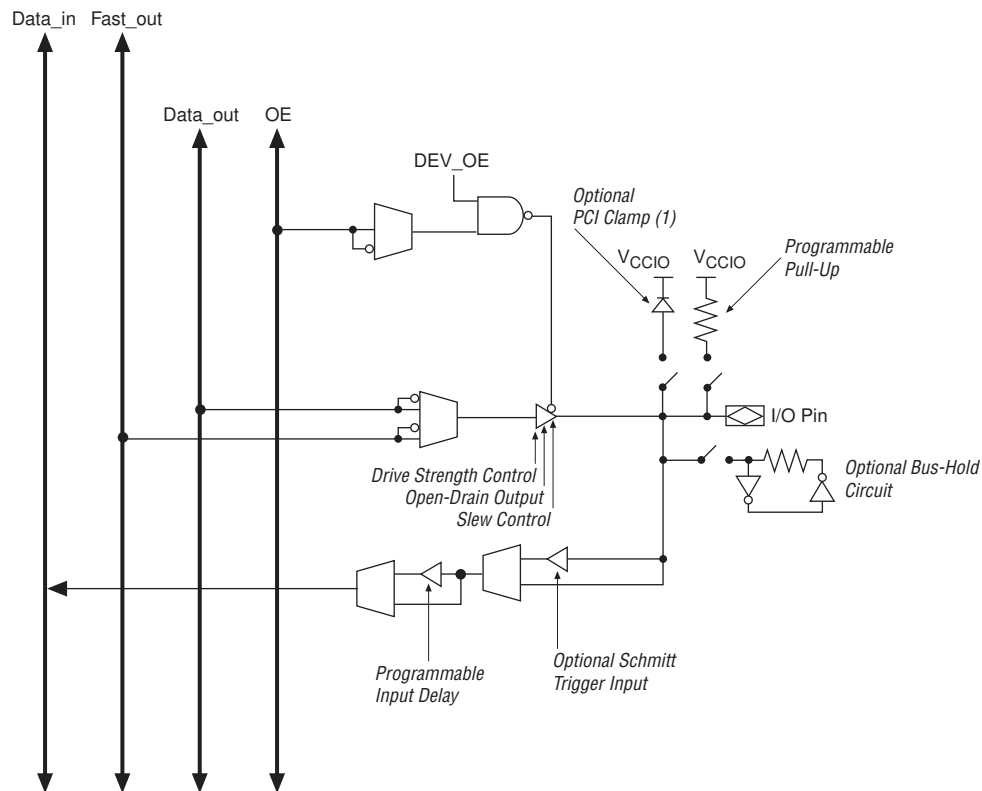 Data_in Fast_out
Data_out OE
DEV_OE
Optional
PCI Clamp (1)
Programmable
Pull-Up
VCCIO VCCIO
I/O Pin
Drive Strength Control
Open-Drain Output
Slew Control
Optional Bus-Hold
Circuit
Programmable
Input Delay
Optional Schmitt
Trigger Input